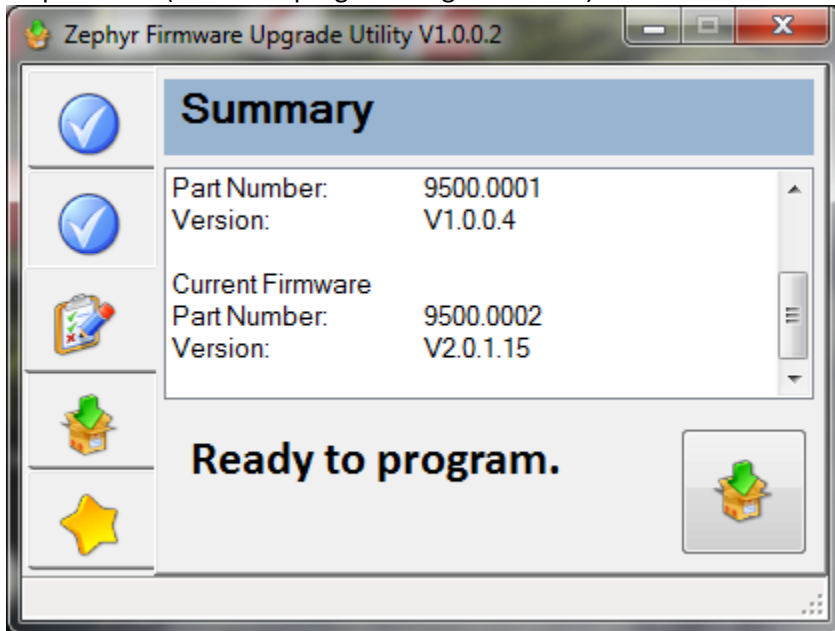 Zephyr Firmware Upgrade Utility V1.0.0.2
Summary
Part Number: 9500.0001
Version: V1.0.0.4
Current Firmware
Part Number: 9500.0002
Version: V2.0.1.15
Ready to program.